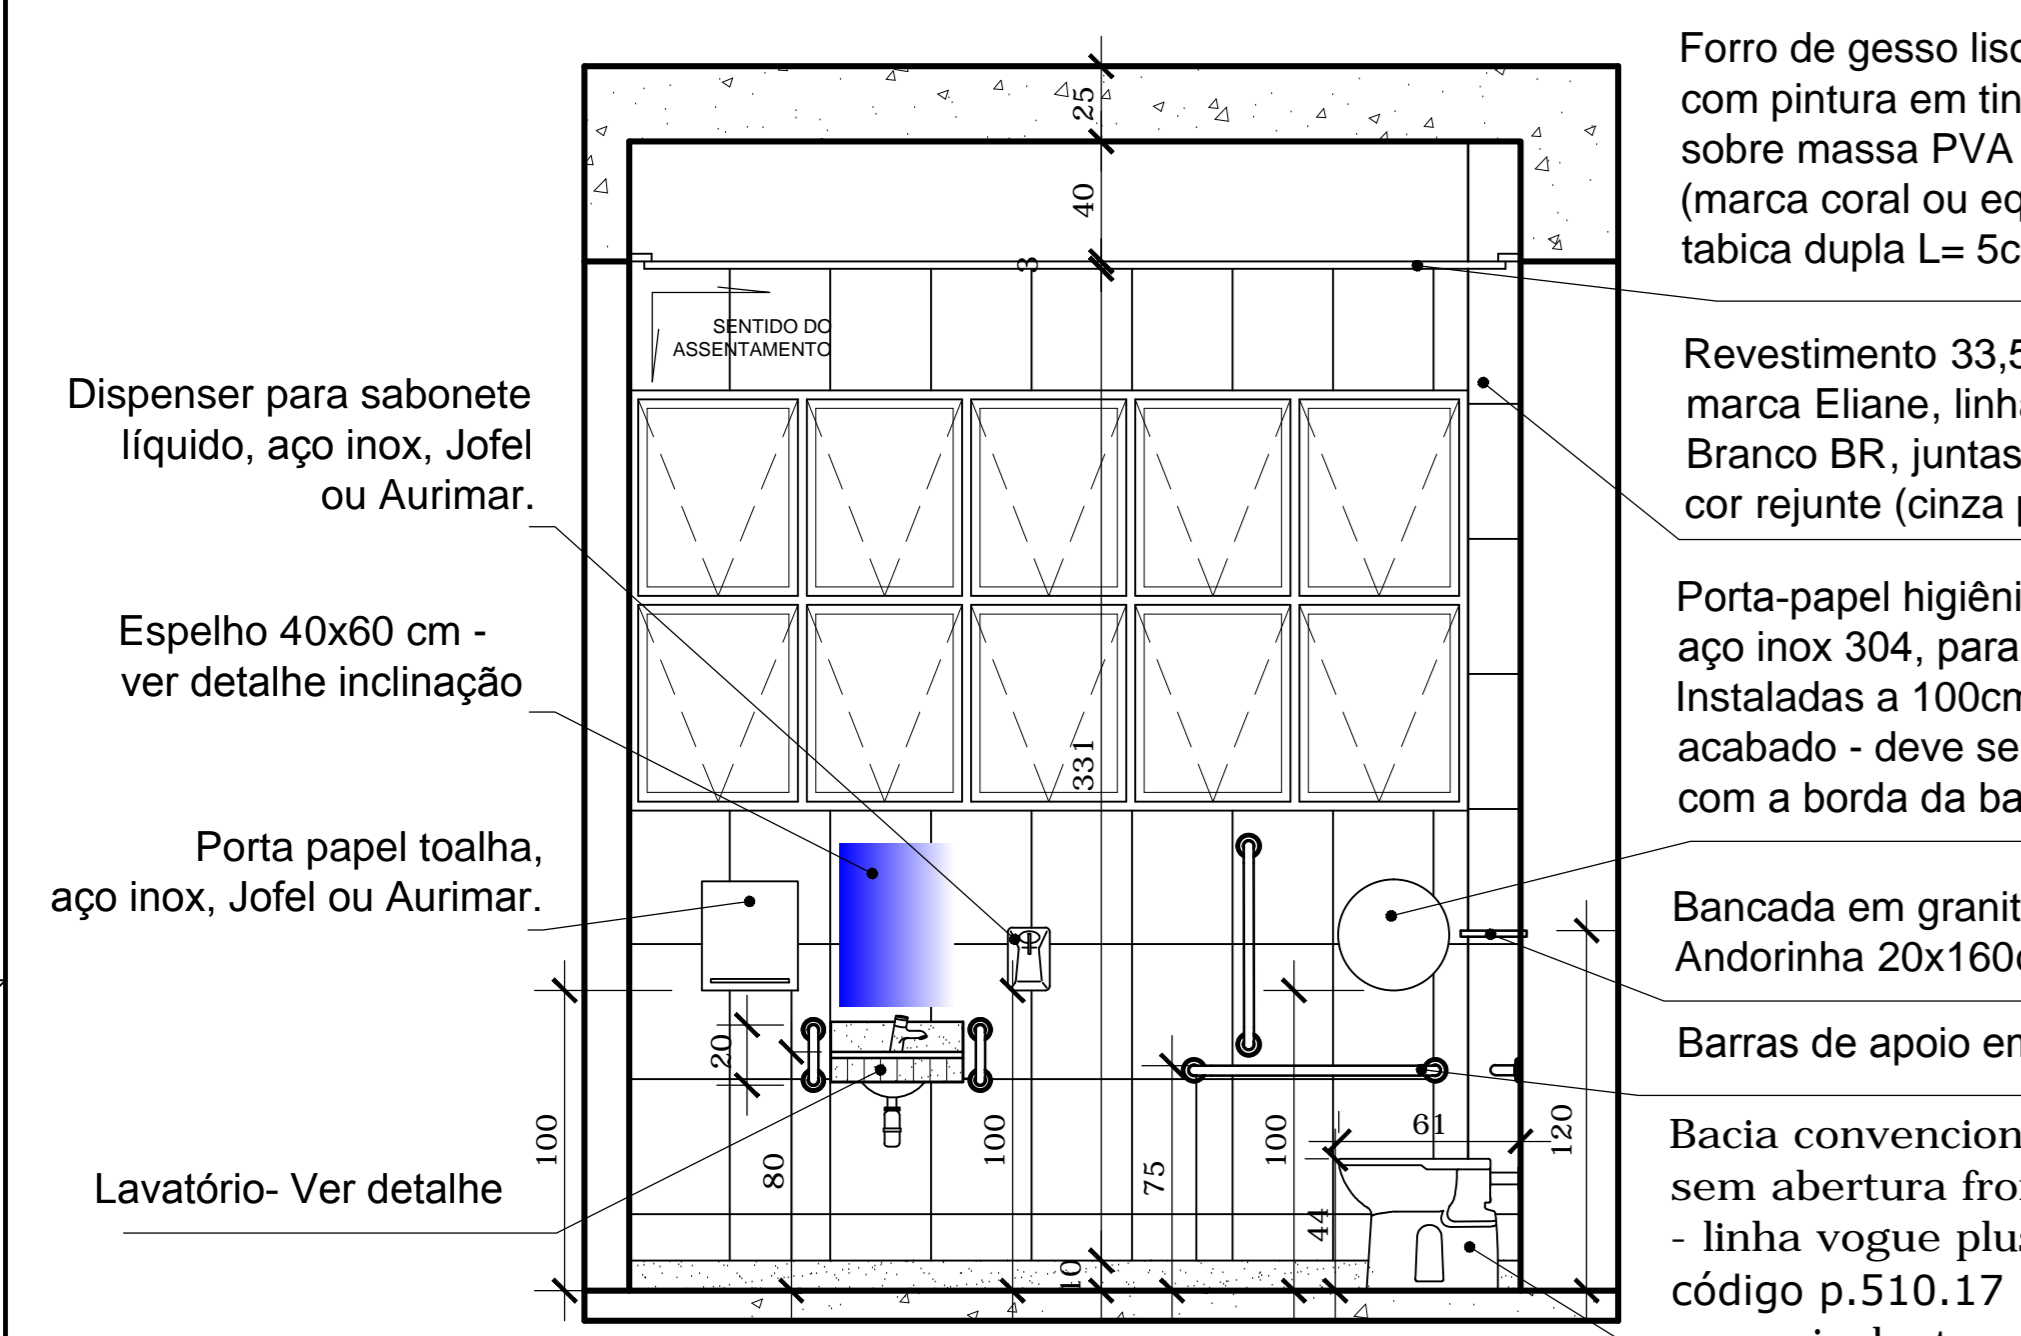 Dispenser para sabonete
líquido, aço inox, Jofel
ou Aurimar.
Espelho 40x60 cm -
ver detalhe inclinação
Porta papel toalha,
aço inox, Jofel ou Aurimar.
Lavatório- Ver detalhe
25
40
3
SENTIDO DO
ASSENTAMENTO
331
20
100
80
100
75
100
61
120
44
10
Forro de gesso liso
com pintura em tin
sobre massa PVA
(marca coral ou eq
tabica dupla L= 5c
Revestimento 33,5
marca Eliane, linha
Branco BR, juntas
cor rejunte (cinza p
Porta-papel higiêni
aço inox 304, para
Instaladas a 100cm
acabado - deve se
com a borda da ba
Bancada em granit
Andorinha 20x160c
Barras de apoio en
Bacia convencion
sem abertura fron
- linha vogue plus
código p.510.17